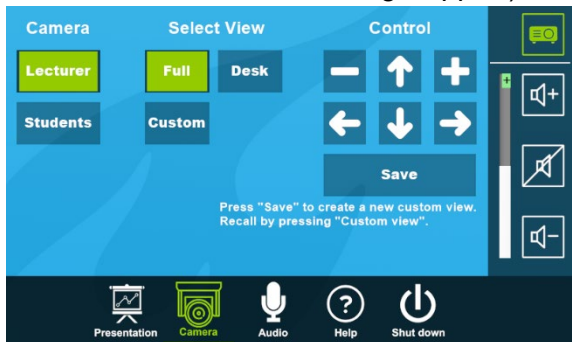 Camera
Select View
Control
Lecturer
Full
Desk
Students
Custom
Save
Press "Save" to create a new custom view.
Recall by pressing "Custom view".
Presentation
Camera
Audio
Help
Shut down